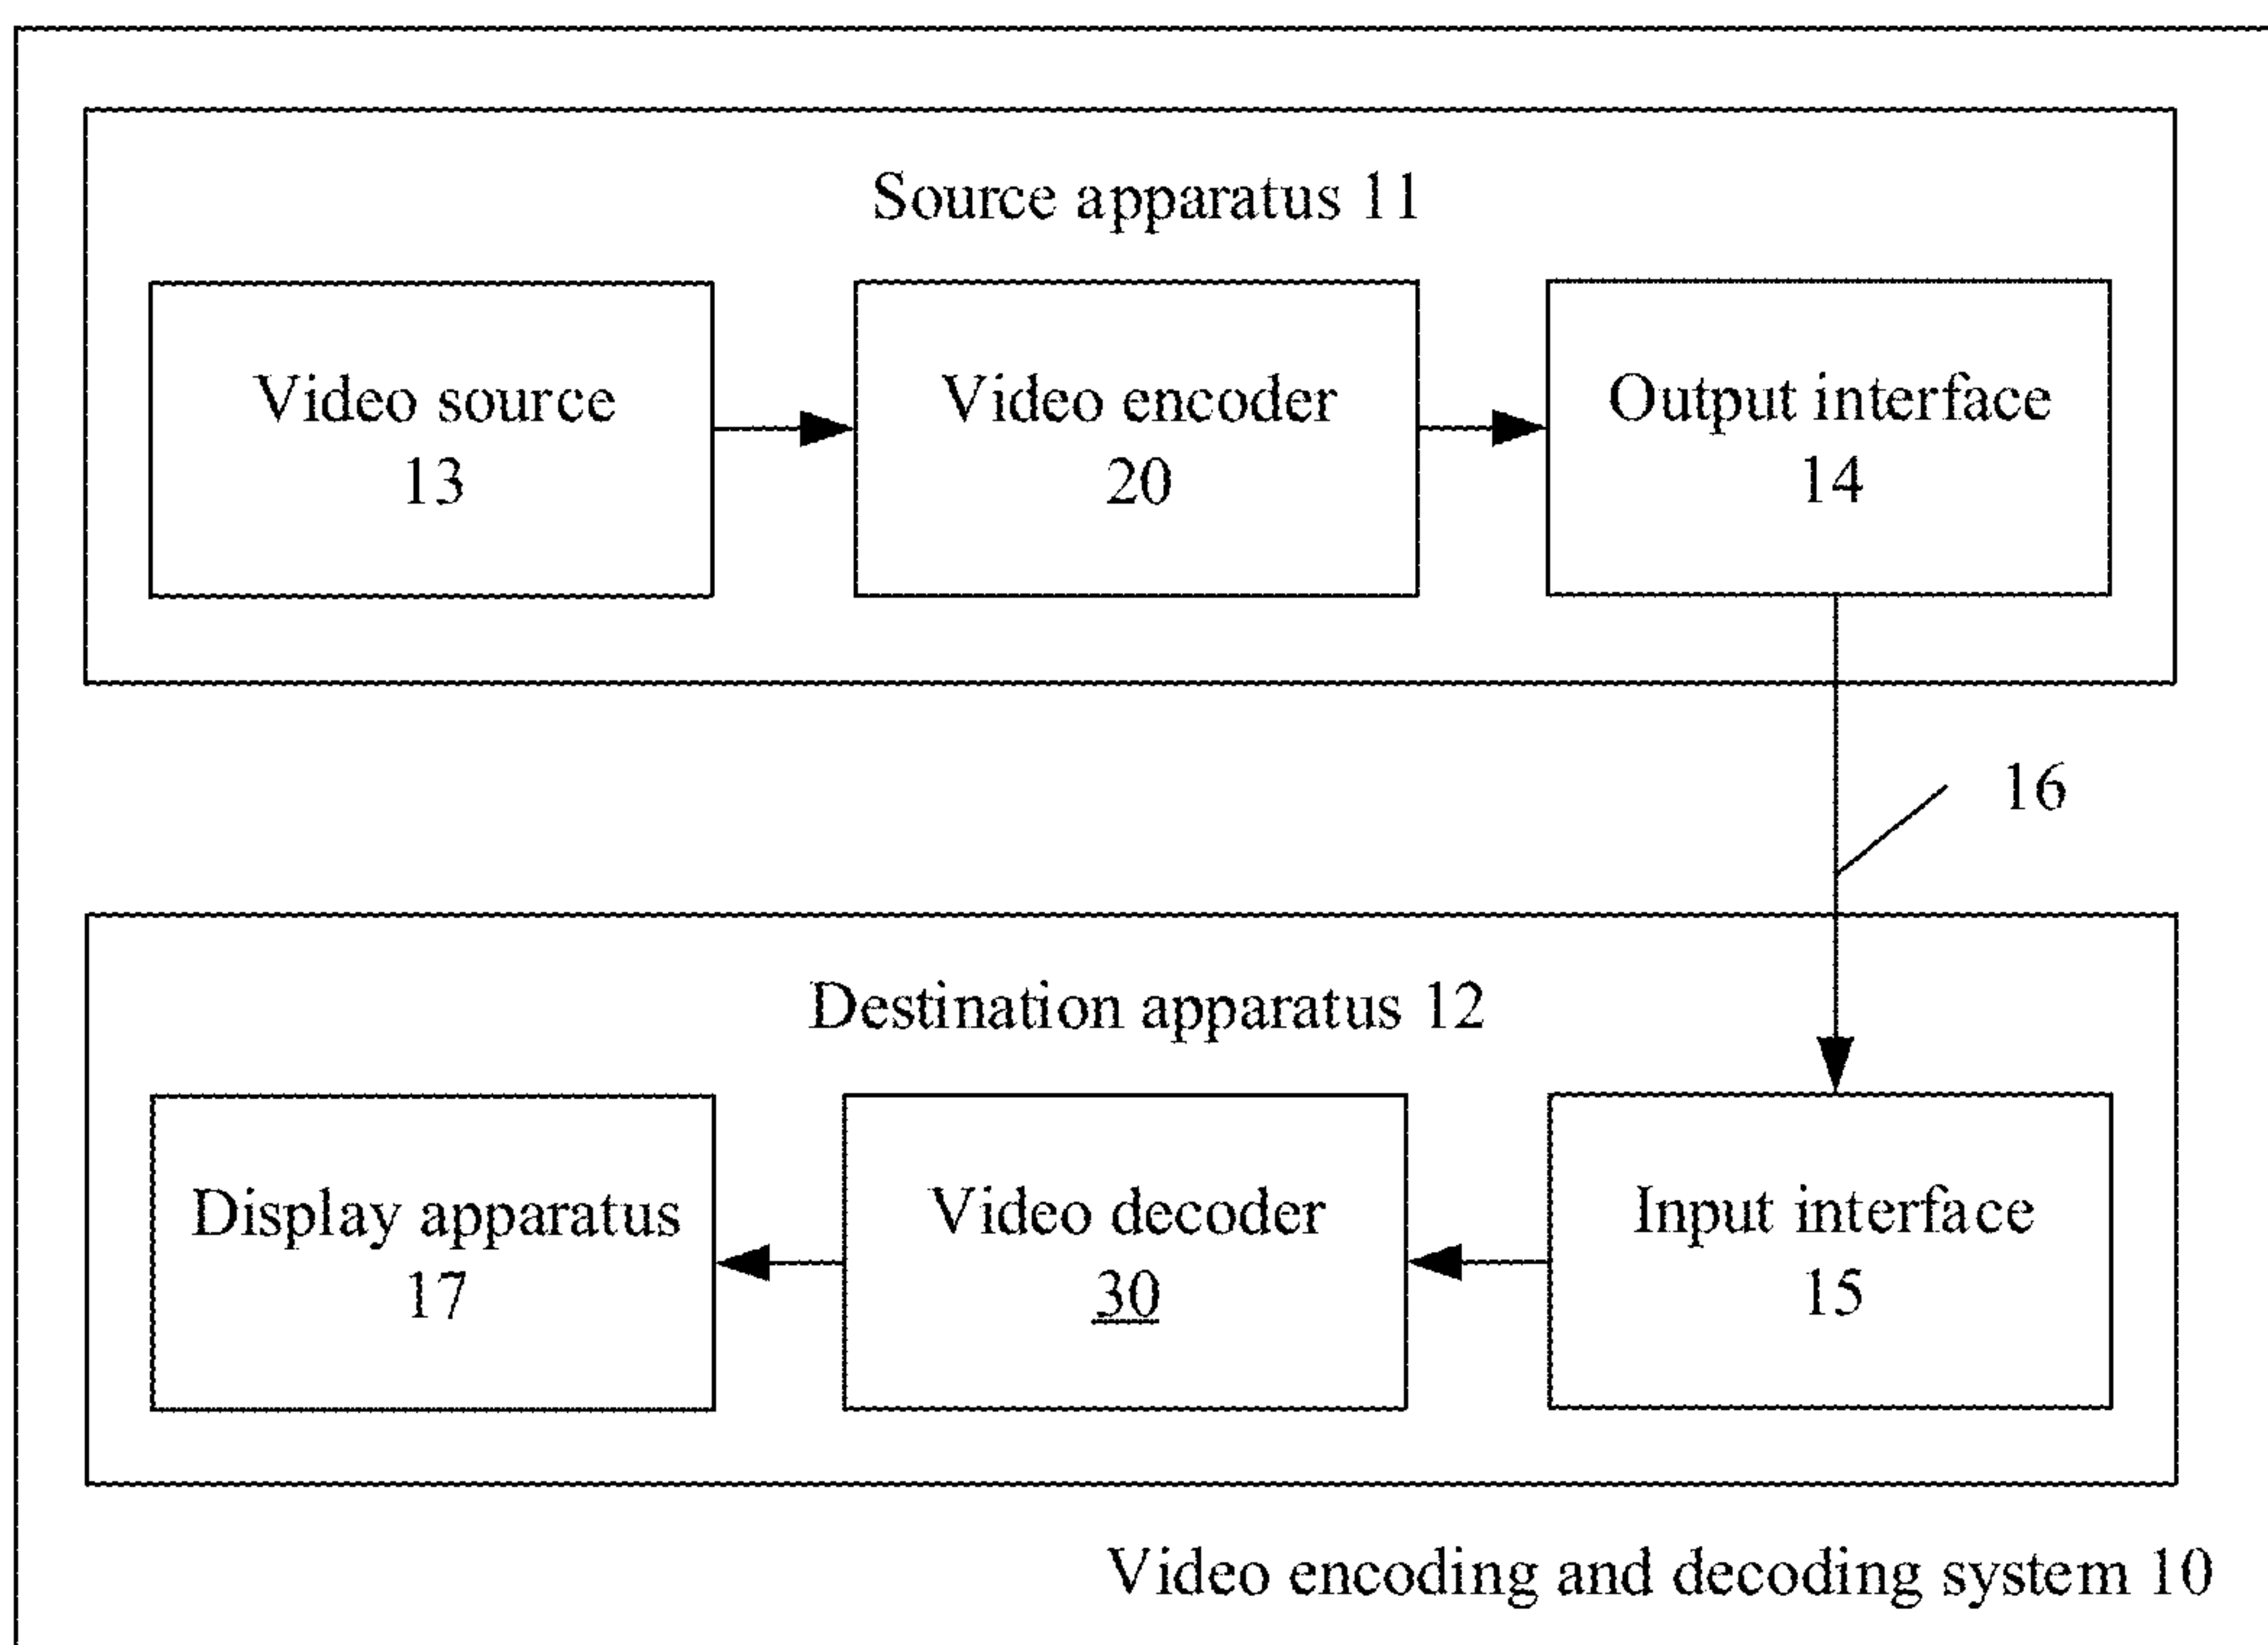 Source apparatus 11
Video source
13
Video encoder
20
Output interface
14
16
Destination apparatus 12
Display apparatus
17
Video decoder
30
Input interface
15
Video encoding and decoding system 10